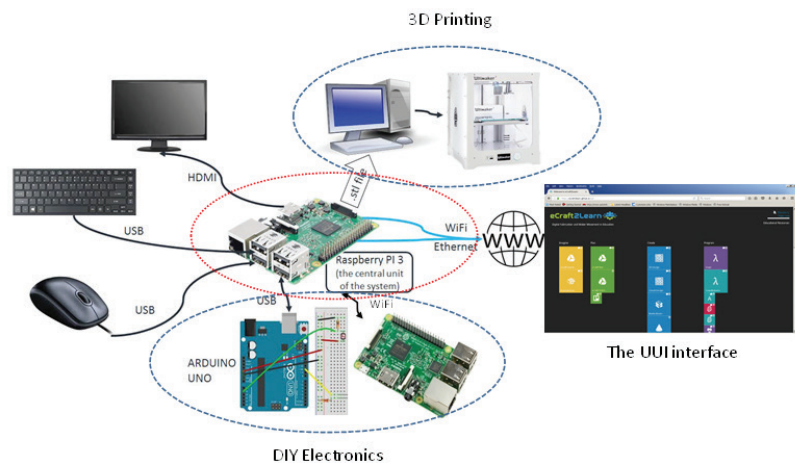 3D Printing
HDMI
.stl file
USB
WiFi
Ethernet
WWW
eCraft2Learn
Raspberry PI 3
(the central unit
of the system)
USB
USB
WiFi
ARDUINO
UNO
The UUI interface
DIY Electronics